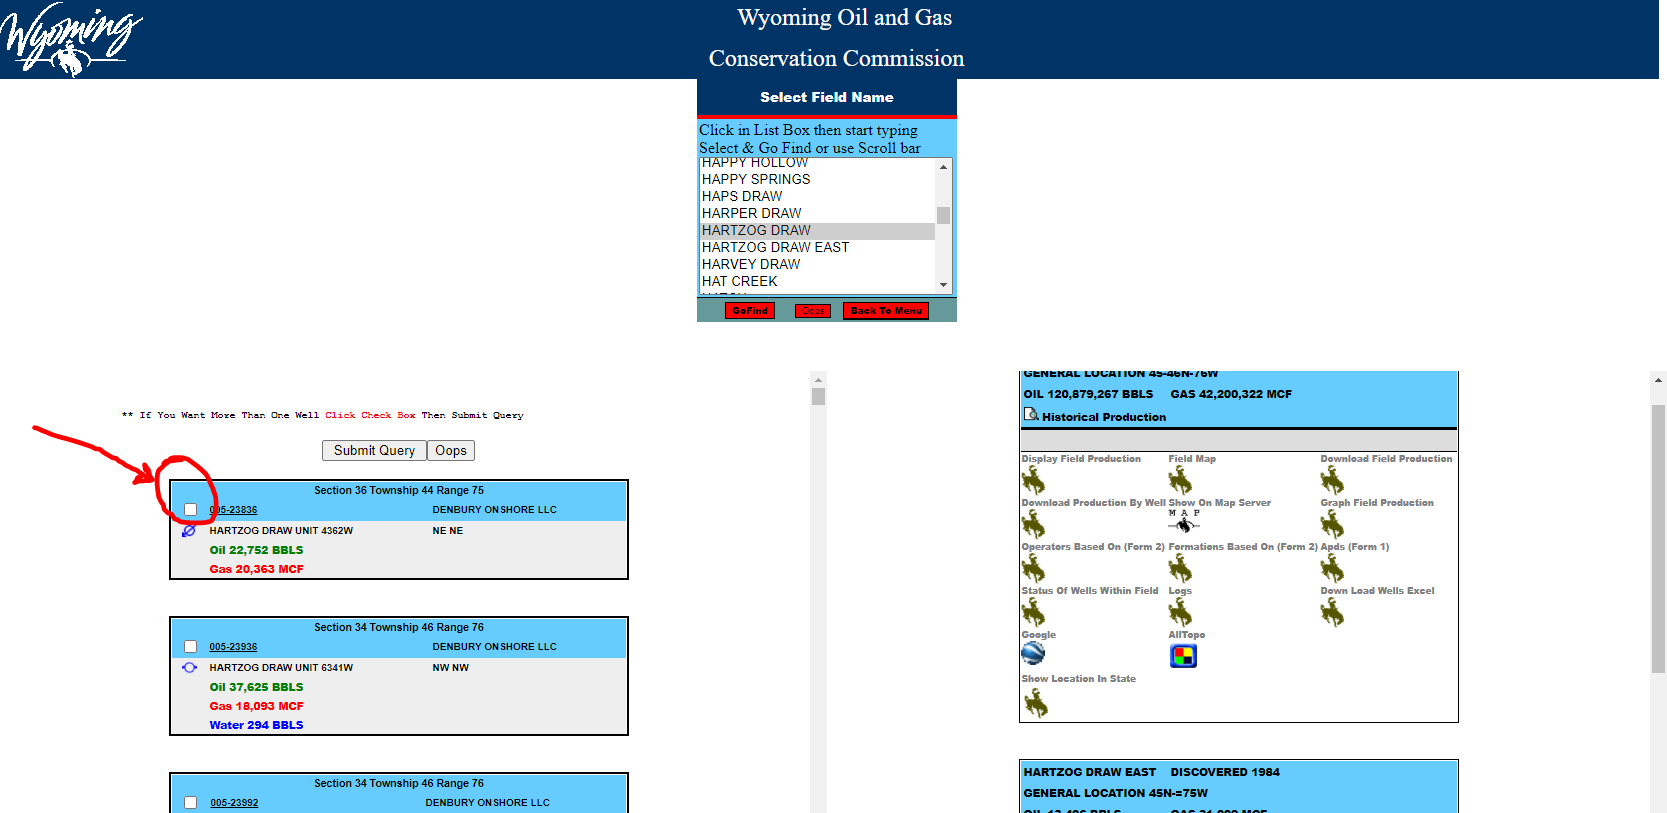 Wyoming
Wyoming Oil and Gas
Conservation Commission
Select Field Name
Click in List Box then start typing
Select & Go Find or use Scroll bar
HAPPY HOLLOW
HAPPY SPRINGS
HAPS DRAW
HARPER DRAW
HARTZOG DRAW
HARTZOG DRAW EAST
HARVEY DRAW
HAT CREEK
GoFind Oops Back To Menu
** If You Want More Than One Well Click Check Box Then Submit Query
Submit Query Oops
Section 36 Township 44 Range 75
005-23836 DENBURY ONSHORE LLC
HARTZOG DRAW UNIT 4362W NE NE
Oil 22,752 BBLS
Gas 20,363 MCF
Section 34 Township 46 Range 76
005-23936 DENBURY ONSHORE LLC
HARTZOG DRAW UNIT 6341W NW NW
Oil 37,625 BBLS
Gas 18,093 MCF
Water 294 BBLS
Section 34 Township 46 Range 76
005-23992 DENBURY ONSHORE LLC
GENERAL LOCATION 45-46N-76W
OIL 120,879,267 BBLS GAS 42,200,322 MCF
Historical Production
Display Field Production Field Map Download Field Production
Download Production By Well Show On Map Server Graph Field Production
MAP
Operators Based On (Form 2) Formations Based On (Form 2) Apds (Form 1)
Status Of Wells Within Field Logs Down Load Wells Excel
Google AllTopo
Show Location In State
HARTZOG DRAW EAST DISCOVERED 1984
GENERAL LOCATION 45N-=75W